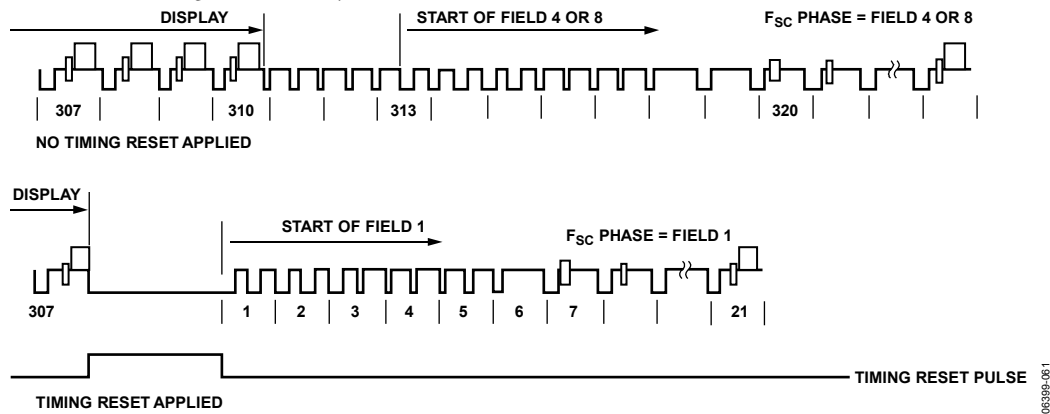 DISPLAY
START OF FIELD 4 OR 8
FSC PHASE = FIELD 4 OR 8
307 310 313 320
NO TIMING RESET APPLIED
DISPLAY
START OF FIELD 1
FSC PHASE = FIELD 1
307 1 2 3 4 5 6 7 21
TIMING RESET PULSE
TIMING RESET APPLIED
06399-061